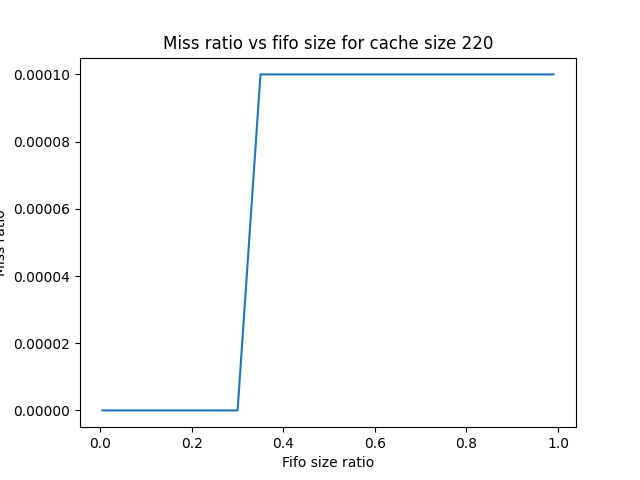 Miss ratio vs fifo size for cache size 220
0.00010
0.00008
0.00006
0.00004
0.00002
0.00000
Miss ratio
0.0 0.2 0.4 0.6 0.8 1.0
Fifo size ratio